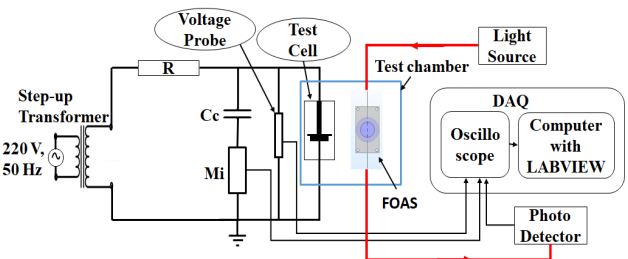 Voltage
Probe
Test
Cell
Light
Source
R
Test chamber
Step-up
Transformer
Cc
DAQ
Oscillo
scope
Computer
with
LABVIEW
220 V,
50 Hz
Mi
FOAS
Photo
Detector